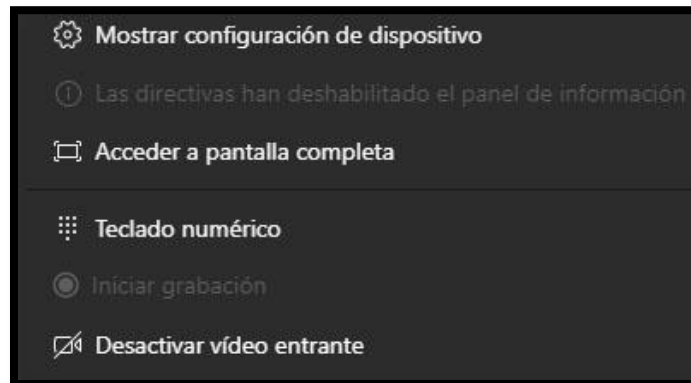 Mostrar configuración de dispositivo
Las directivas han deshabilitado el panel de información
Acceder a pantalla completa
Teclado numérico
Iniciar grabación
Desactivar vídeo entrante